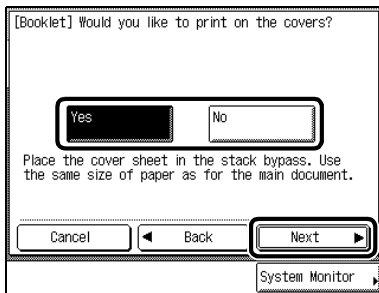 [Booklet] Would you like to print on the covers?
Yes No
Place the cover sheet in the stack bypass. Use
the same size of paper as for the main document.
Cancel Back Next
System Monitor